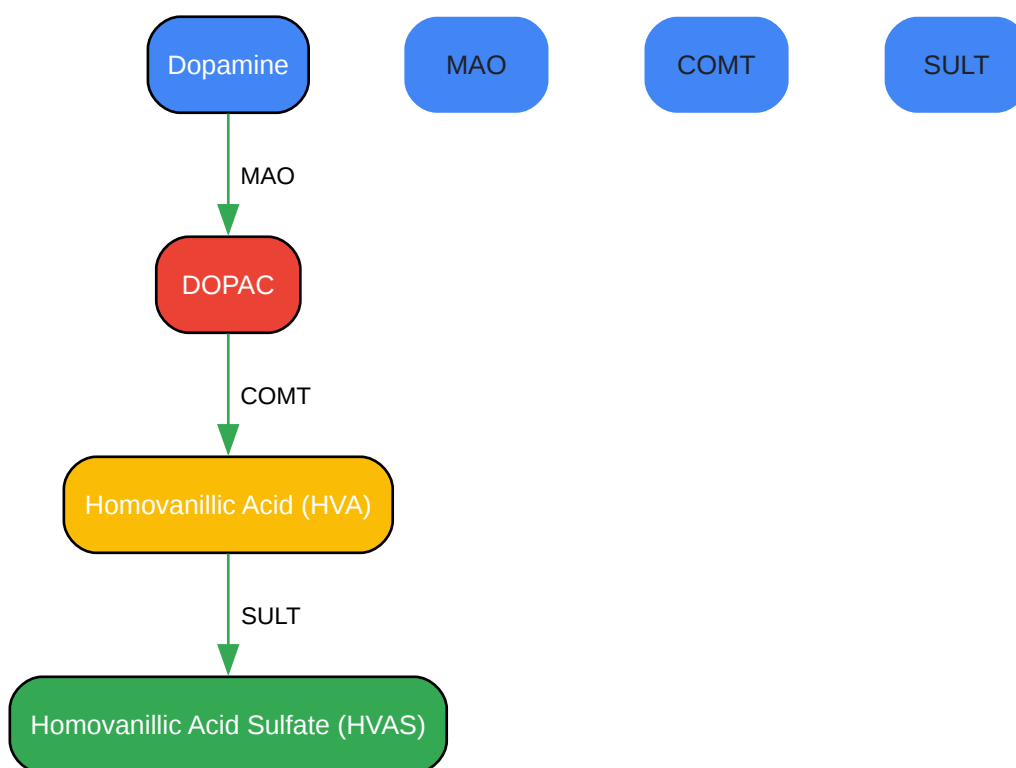 Dopamine
MAO
COMT
SULT
MAO
DOPAC
COMT
Homovanillic Acid (HVA)
SULT
Homovanillic Acid Sulfate (HVAS)